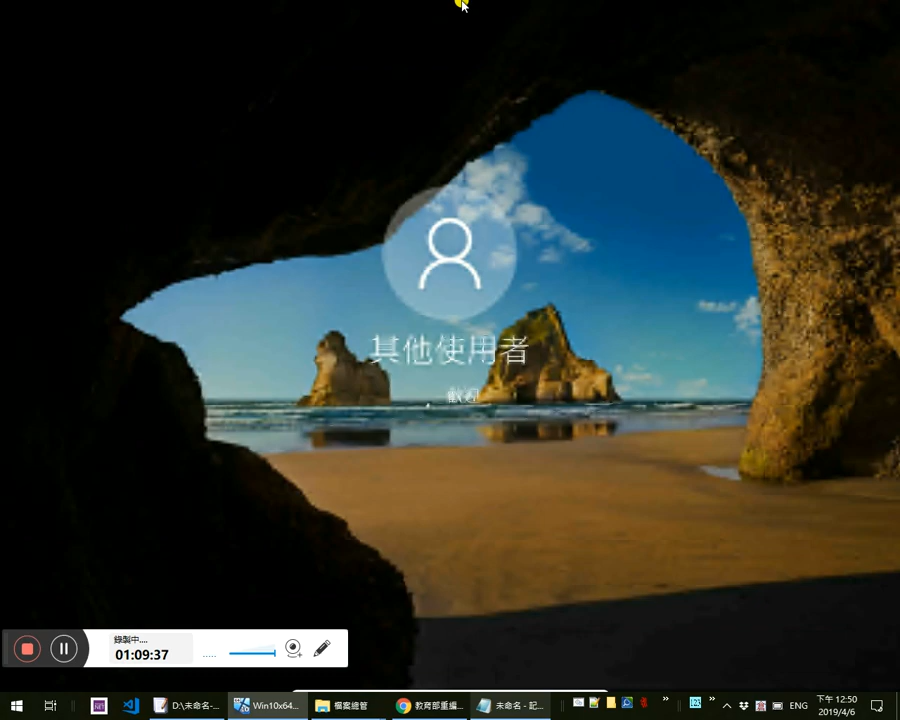 其他使用者
歡迎
錄製中....
01:09:37
D:\未命名-...
Win10x64...
檔案總管
教育部重編...
未命名 - 記...
»
123
»
ENG
下午 12:50
2019/4/6